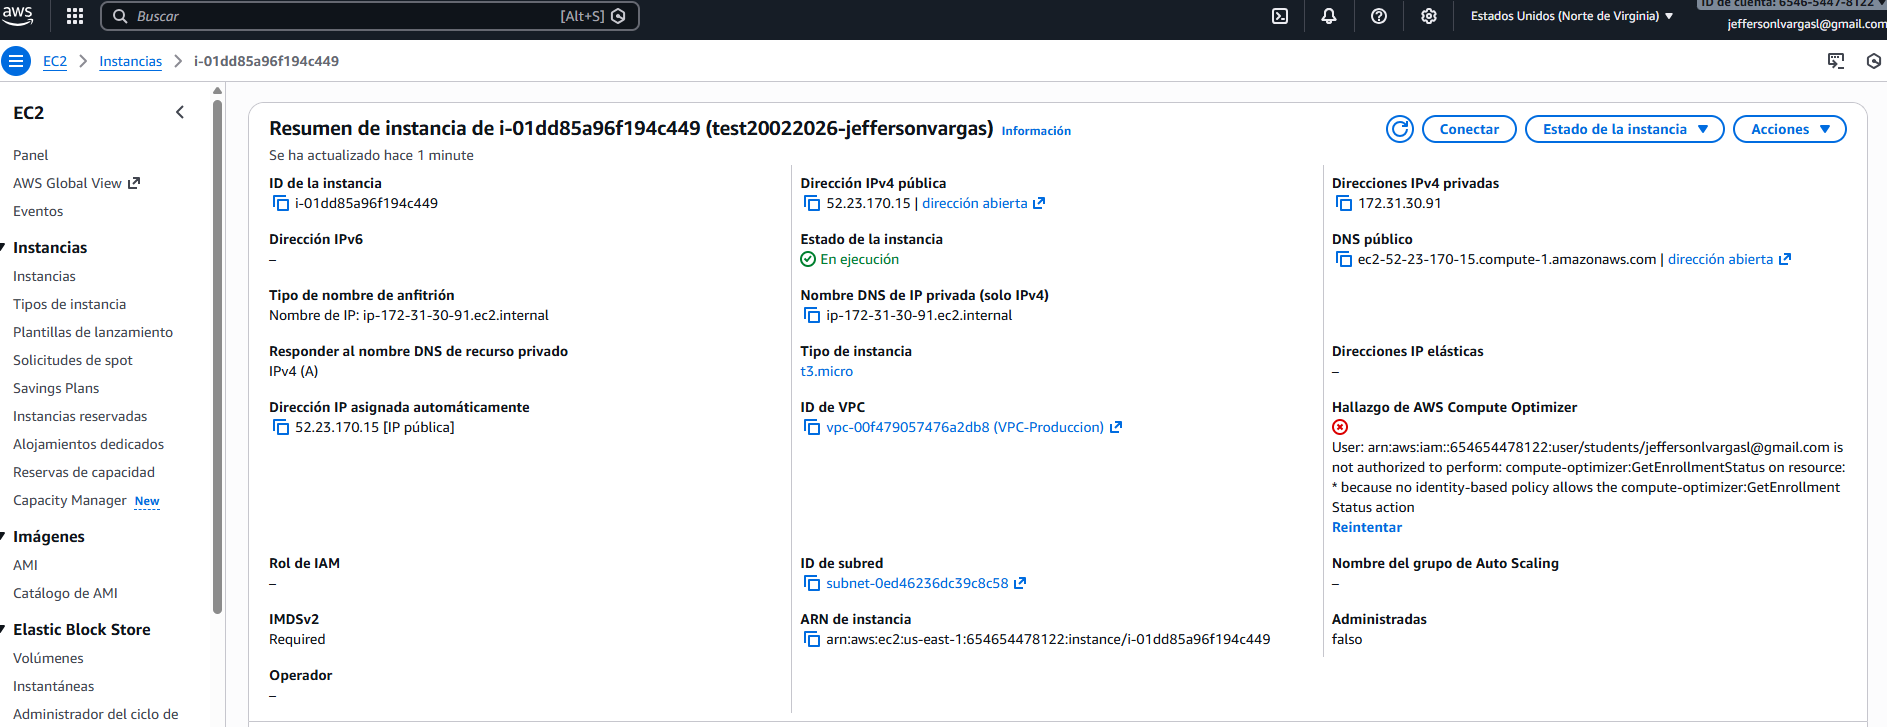 aws
Buscar
[Alt+S]
Estados Unidos (Norte de Virginia)
ID de cuenta: 6546-5447-8122
jeffersonlvargasl@gmail.com
EC2
Instancias
i-01dd85a96f194c449
EC2
Panel
AWS Global View
Eventos
Instancias
Instancias
Tipos de instancia
Plantillas de lanzamiento
Solicitudes de spot
Savings Plans
Instancias reservadas
Alojamientos dedicados
Reservas de capacidad
Capacity Manager New
Imágenes
AMI
Catálogo de AMI
Elastic Block Store
Volúmenes
Instantáneas
Administrador del ciclo de
Resumen de instancia de i-01dd85a96f194c449 (test20022026-jeffersonvargas) Información
Se ha actualizado hace 1 minute
Conectar
Estado de la instancia
Acciones
ID de la instancia
i-01dd85a96f194c449
Dirección IPv4 pública
52.23.170.15 | dirección abierta
Direcciones IPv4 privadas
172.31.30.91
Dirección IPv6
–
Estado de la instancia
En ejecución
DNS público
ec2-52-23-170-15.compute-1.amazonaws.com | dirección abierta
Tipo de nombre de anfitrión
Nombre de IP: ip-172-31-30-91.ec2.internal
Nombre DNS de IP privada (solo IPv4)
ip-172-31-30-91.ec2.internal
Responder al nombre DNS de recurso privado
IPv4 (A)
Tipo de instancia
t3.micro
Direcciones IP elásticas
–
Dirección IP asignada automáticamente
52.23.170.15 [IP pública]
ID de VPC
vpc-00f479057476a2db8 (VPC-Produccion)
Hallazgo de AWS Compute Optimizer
User: arn:aws:iam::654654478122:user/students/jeffersonlvargasl@gmail.com is
not authorized to perform: compute-optimizer:GetEnrollmentStatus on resource:
* because no identity-based policy allows the compute-optimizer:GetEnrollment
Status action
Reintentar
Rol de IAM
–
ID de subred
subnet-0ed46236dc39c8c58
Nombre del grupo de Auto Scaling
–
IMDSv2
Required
ARN de instancia
arn:aws:ec2:us-east-1:654654478122:instance/i-01dd85a96f194c449
Administradas
falso
Operador
–